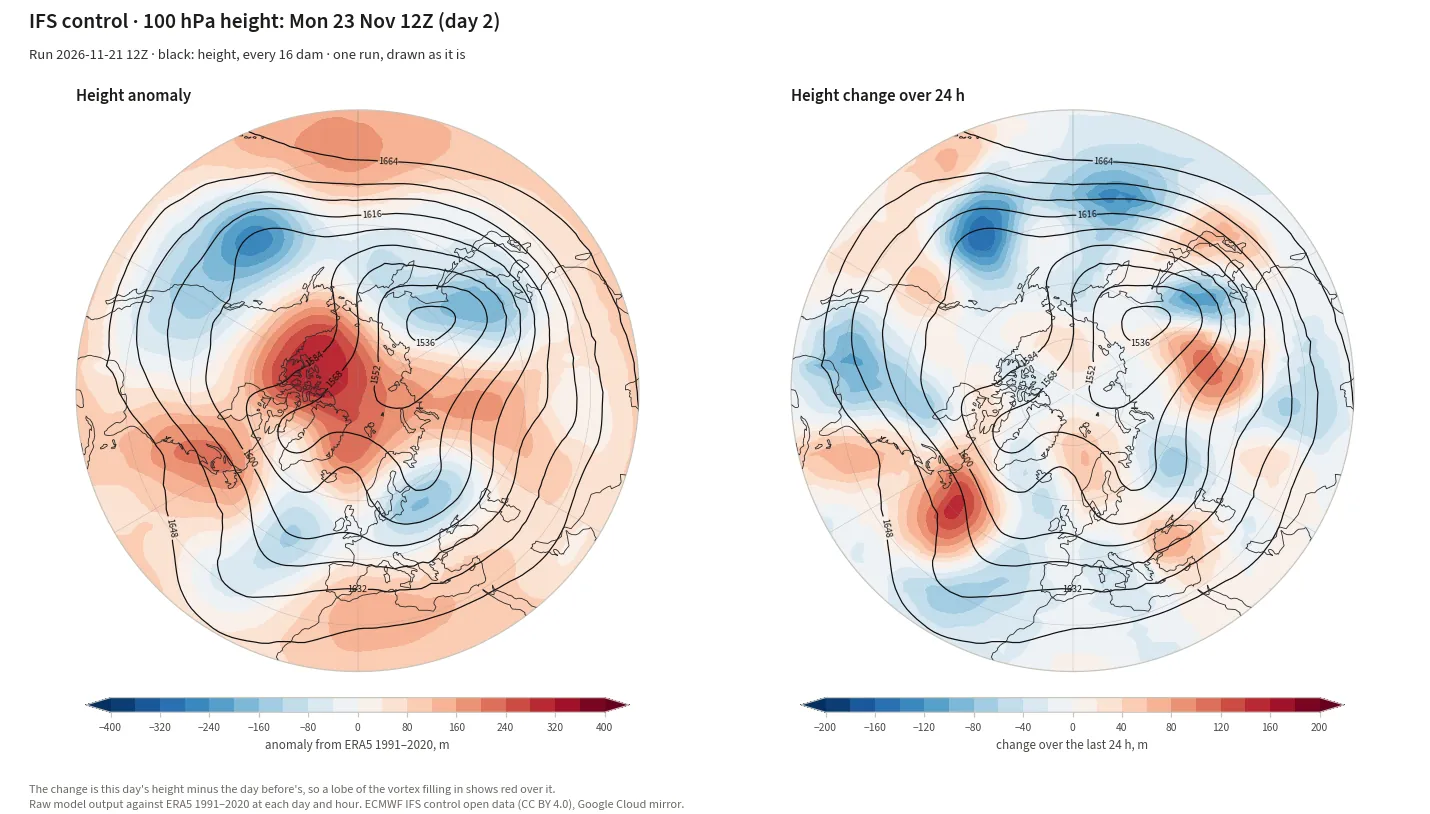 IFS control · 100 hPa height: Mon 23 Nov 12Z (day 2)
Run 2026-11-21 12Z · black: height, every 16 dam · one run, drawn as it is
Height anomaly
Height change over 24 h
1664
1616
1536
1584
1568
1552
1600
1648
1632
1664
1616
1536
1584
1568
1552
1600
1648
1632
−400 −320 −240 −160 −80 0 80 160 240 320 400
anomaly from ERA5 1991–2020, m
−200 −160 −120 −80 −40 0 40 80 120 160 200
change over the last 24 h, m
The change is this day's height minus the day before's, so a lobe of the vortex filling in shows red over it.
Raw model output against ERA5 1991–2020 at each day and hour. ECMWF IFS control open data (CC BY 4.0), Google Cloud mirror.